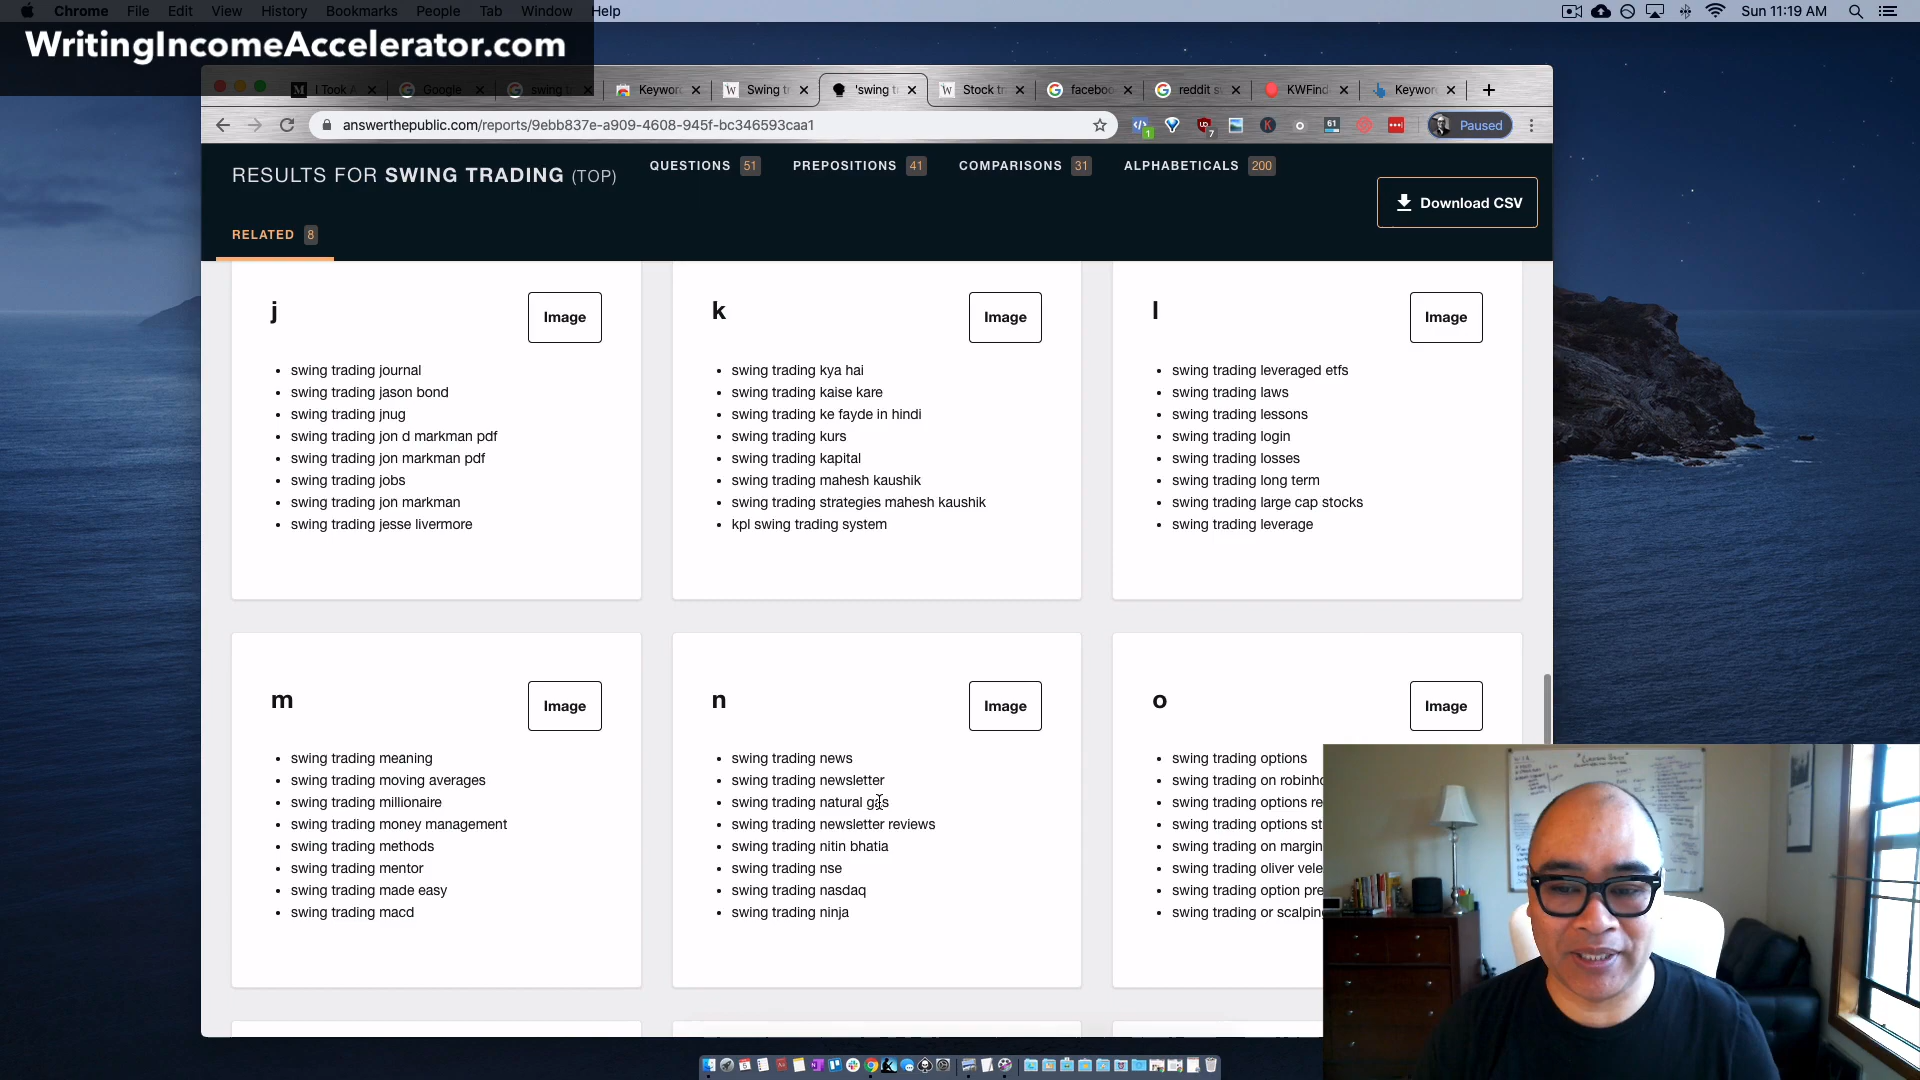 Chrome File Edit View History Bookmarks People Tab Window Help
Sun 11:19 AM
WritingIncomeAccelerator.com
I Took
Google
swing
Keywor
Swing t
'swing t
Stock t
facebo
reddit s
KWFind
Keywor
answerthepublic.com/reports/9ebb837e-a909-4608-945f-bc346593caa1
1
7
61
Paused
RESULTS FOR SWING TRADING (TOP)
QUESTIONS 51
PREPOSITIONS 41
COMPARISONS 31
ALPHABETICALS 200
Download CSV
RELATED 8
j
Image
swing trading journal
swing trading jason bond
swing trading jnug
swing trading jon d markman pdf
swing trading jon markman pdf
swing trading jobs
swing trading jon markman
swing trading jesse livermore
k
Image
swing trading kya hai
swing trading kaise kare
swing trading ke fayde in hindi
swing trading kurs
swing trading kapital
swing trading mahesh kaushik
swing trading strategies mahesh kaushik
kpl swing trading system
l
Image
swing trading leveraged etfs
swing trading laws
swing trading lessons
swing trading login
swing trading losses
swing trading long term
swing trading large cap stocks
swing trading leverage
m
Image
swing trading meaning
swing trading moving averages
swing trading millionaire
swing trading money management
swing trading methods
swing trading mentor
swing trading made easy
swing trading macd
n
Image
swing trading news
swing trading newsletter
swing trading natural gas
swing trading newsletter reviews
swing trading nitin bhatia
swing trading nse
swing trading nasdaq
swing trading ninja
o
Image
swing trading options
swing trading on robinho
swing trading options re
swing trading options st
swing trading on margin
swing trading oliver vele
swing trading option pre
swing trading or scalping